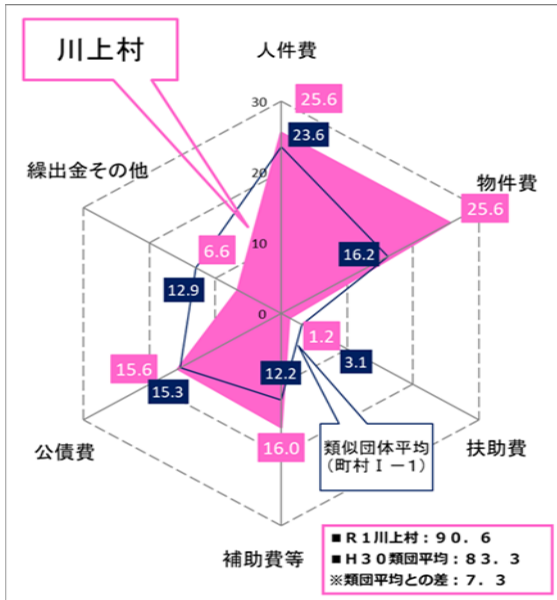 川上村
人件費
30
25.6
23.6
20
繰出金その他
物件費
25.6
6.6
10
16.2
12.9
0
1.2
3.1
15.6
15.3
12.2
16.0
類似団体平均
(町村Ⅰ－1)
公債費
扶助費
補助費等
■R1川上村：90．6
■H30類団平均：83．3
※類団平均との差：7．3